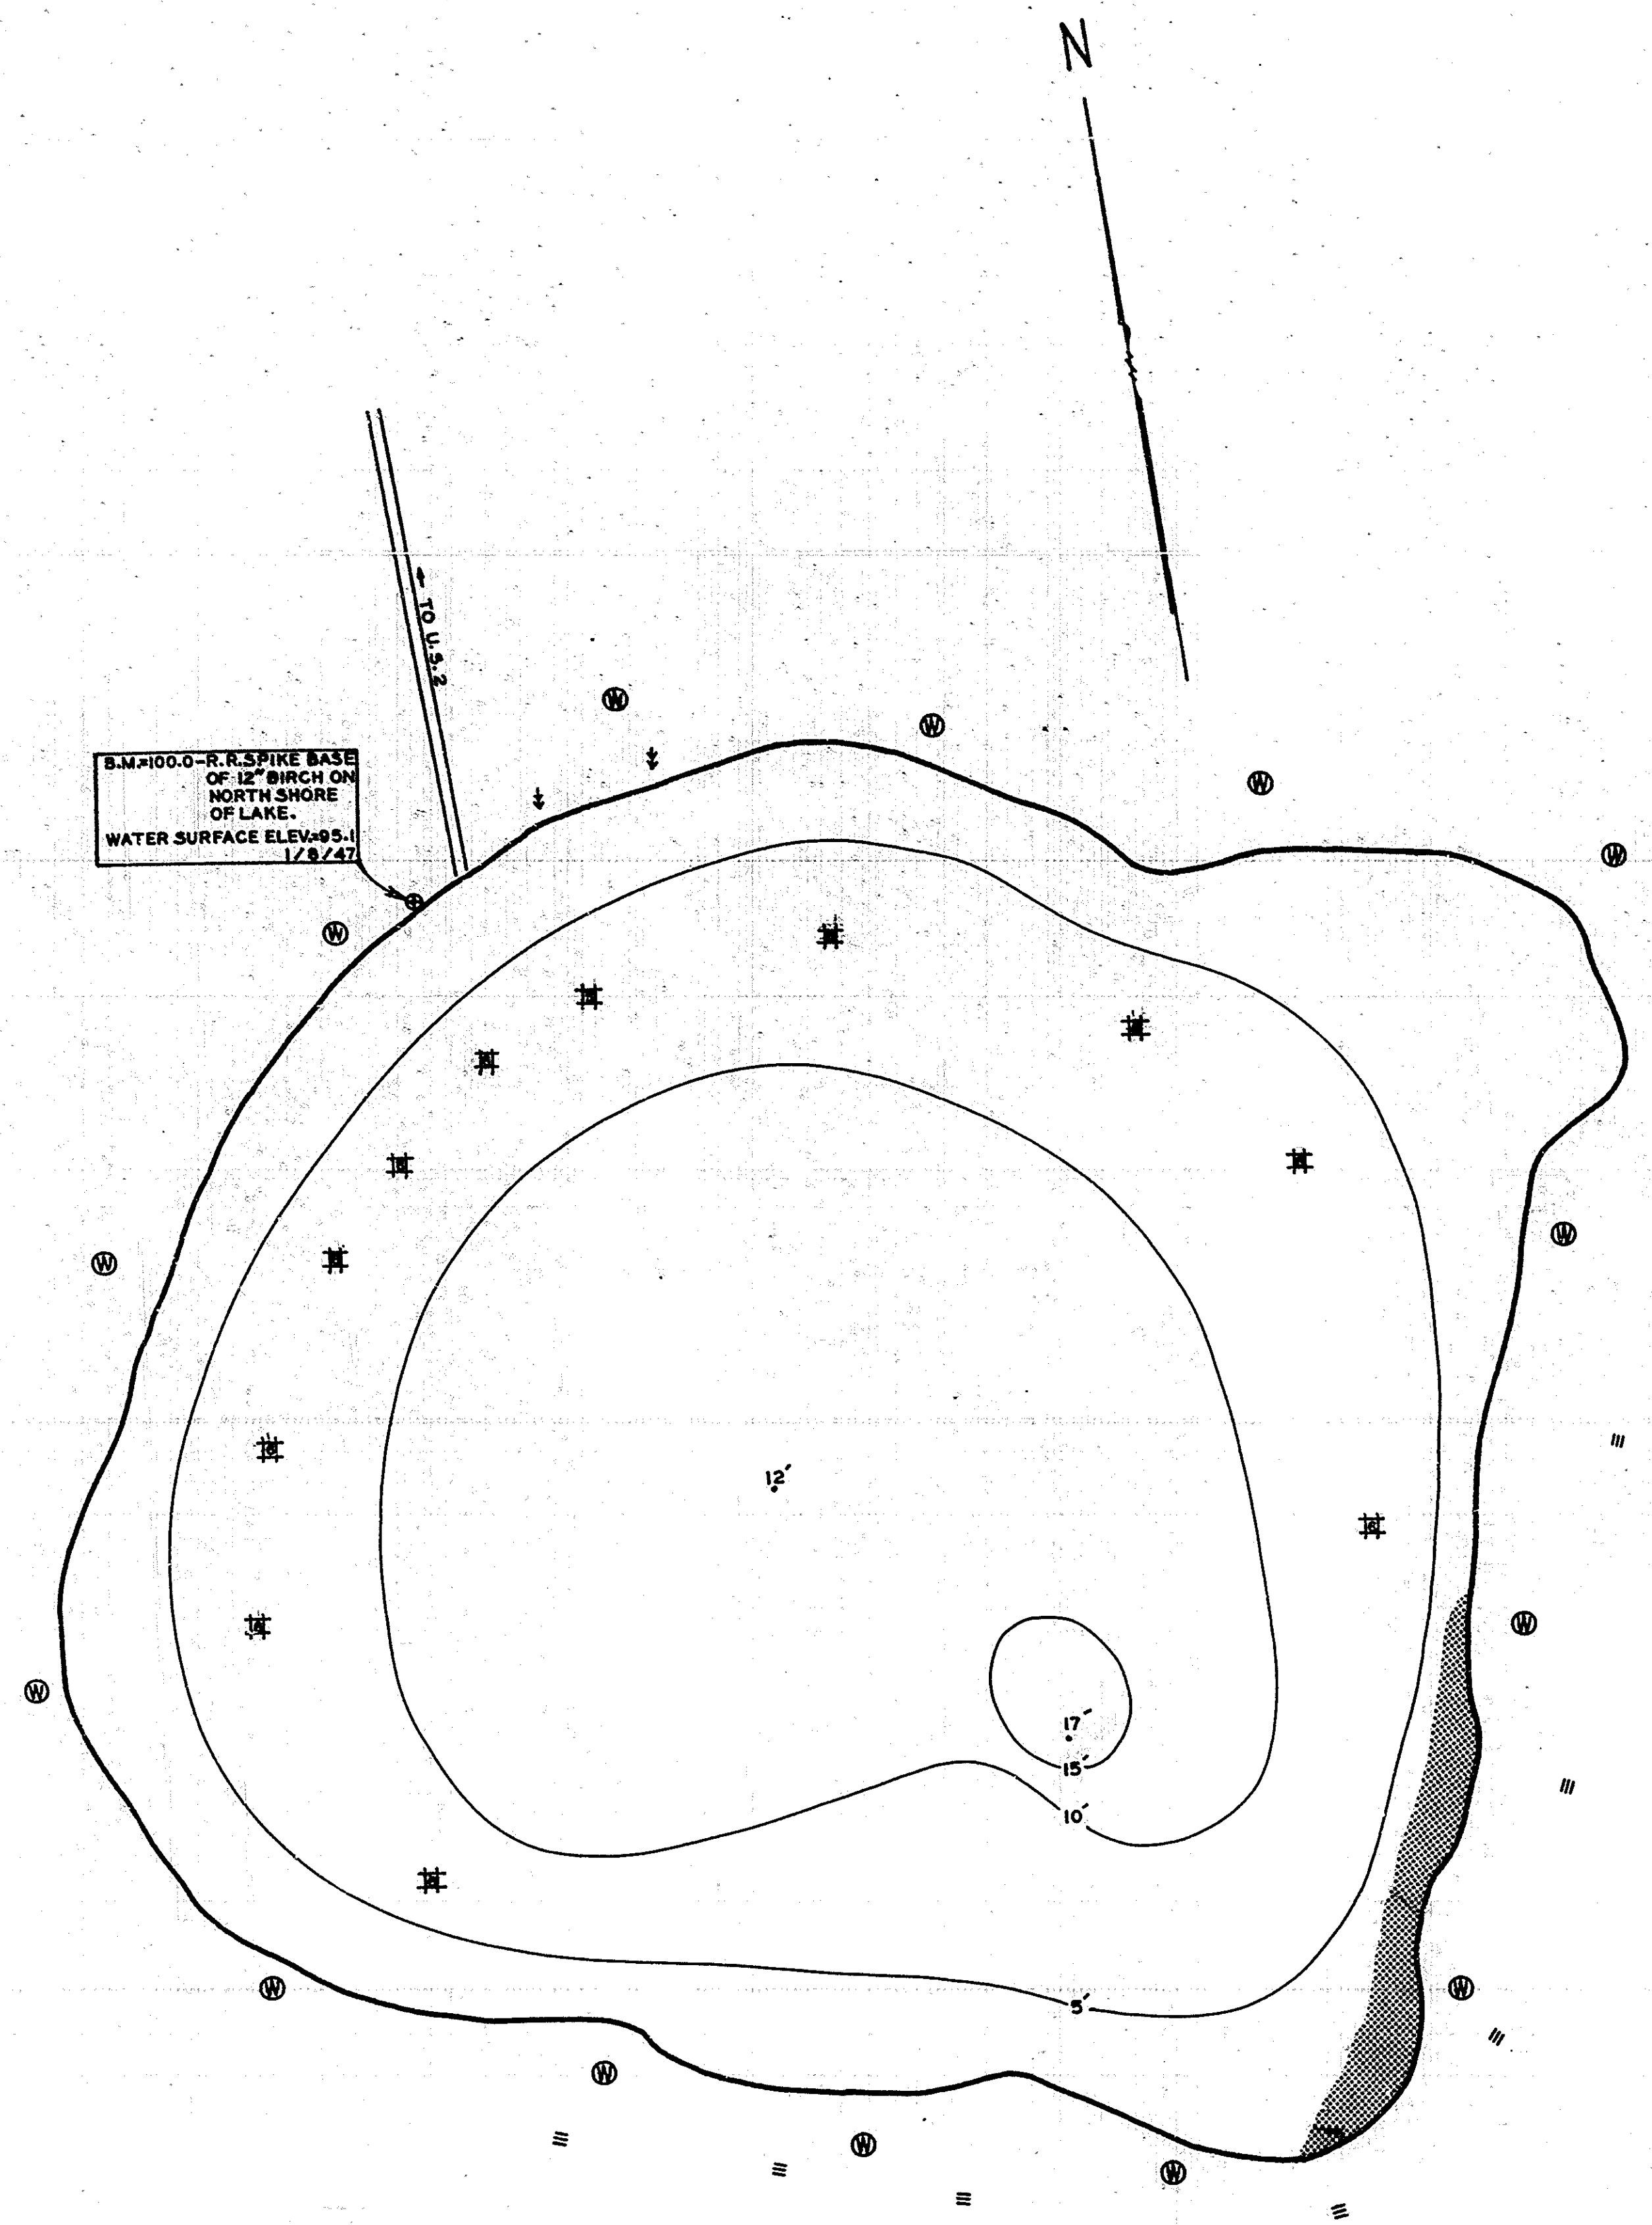 N
← TO U.S.2
B.M.=100.0-R.R.SPIKE BASE
OF 12" BIRCH ON
NORTH SHORE
OF LAKE.
WATER SURFACE ELEV.=95.1
1/8/47
W
W
W
W
W
W
W
12'
W
W
17'
15'
10'
W
W
5'
W
W
W